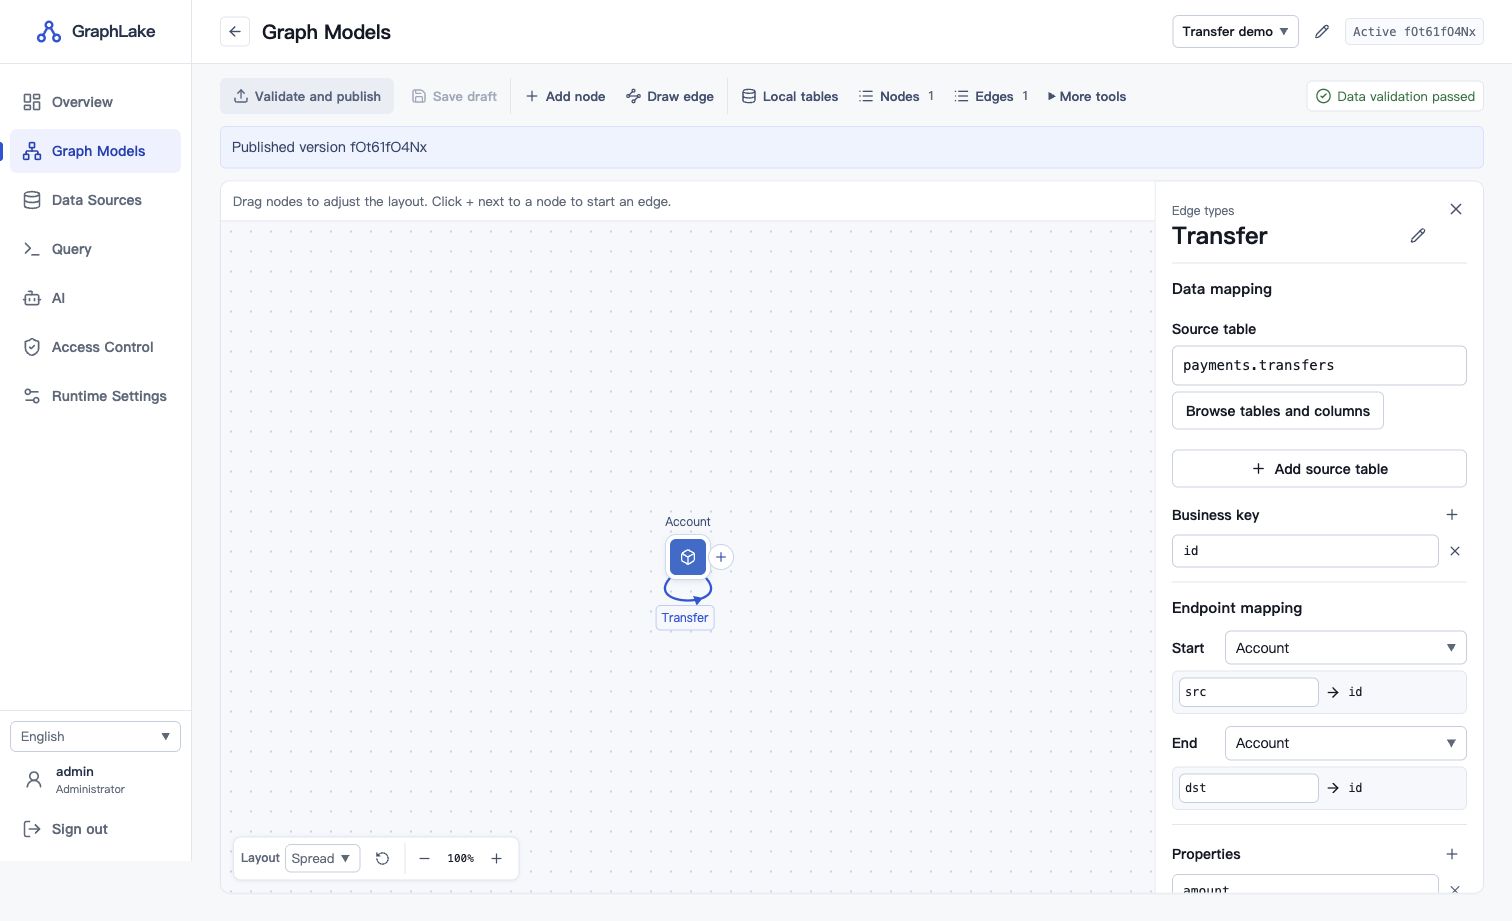 GraphLake
Graph Models
Transfer demo
Active fOt61fO4Nx
Overview
Graph Models
Data Sources
Query
AI
Access Control
Runtime Settings
English
admin
Administrator
Sign out
Validate and publish
Save draft
Add node
Draw edge
Local tables
Nodes 1
Edges 1
More tools
Data validation passed
Published version fOt61fO4Nx
Drag nodes to adjust the layout. Click + next to a node to start an edge.
Account
Transfer
Layout
Spread
100%
Edge types
Transfer
Data mapping
Source table
payments.transfers
Browse tables and columns
Add source table
Business key
id
Endpoint mapping
Start
Account
src → id
End
Account
dst → id
Properties
amount